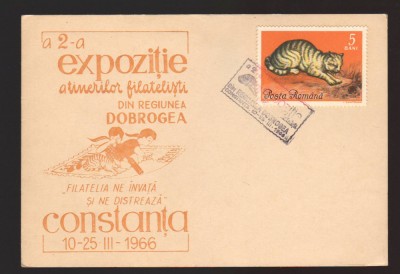 a 2-a
expoziție
a tinerilor filateliști
DIN REGIUNEA
DOBROGEA
„FILATELIA NE ÎNVAȚĂ
ȘI NE DISTREAZĂ”
constanța
10-25 III-1966
5
BANI
Posta Romînă